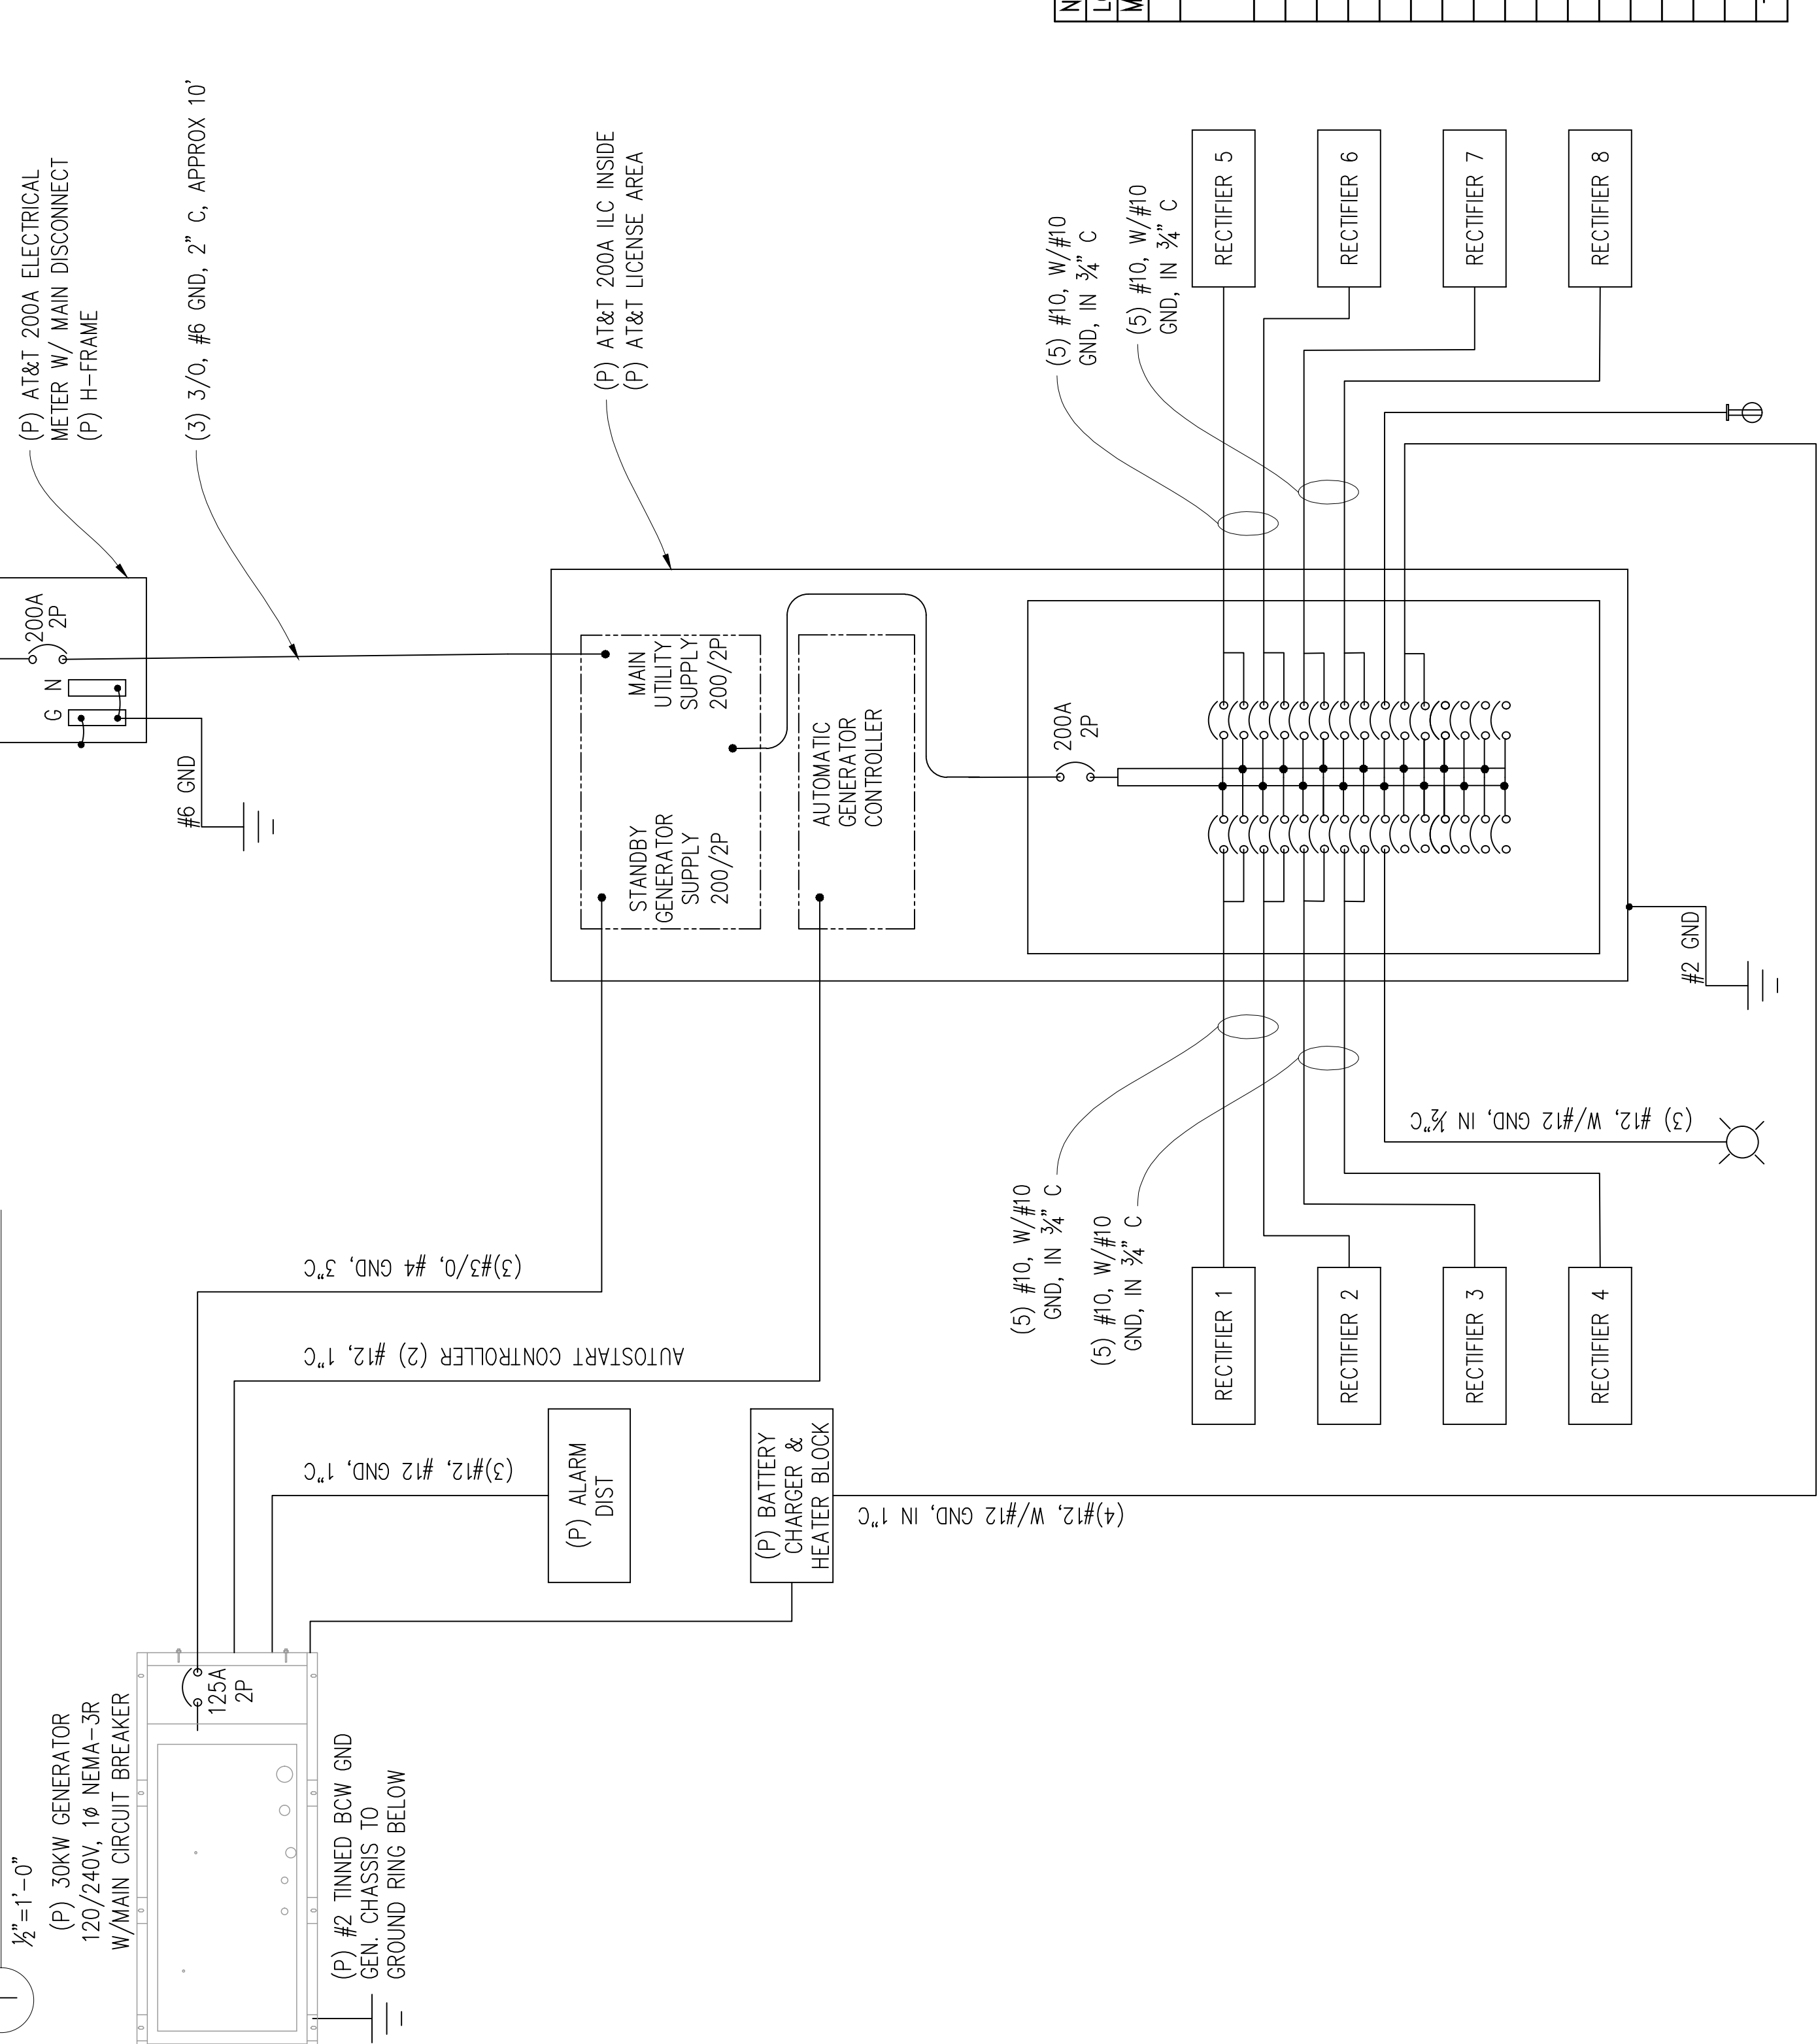 ½"=1'-0"
(P) 30KW GENERATOR
120/240V, 1ø NEMA-3R
W/MAIN CIRCUIT BREAKER
125A
2P
(P) #2 TINNED BCW GND
GEN. CHASSIS TO
GROUND RING BELOW
(3)#3/0, #4 GND, 3"C
AUTOSTART CONTROLLER (2) #12, 1"C
(3)#12, #12 GND, 1"C
(P) ALARM
DIST
(P) BATTERY
CHARGER &
HEATER BLOCK
(4)#12, W/#12 GND, IN 1"C
(P) AT&T 200A ELECTRICAL
METER W/ MAIN DISCONNECT
(P) H-FRAME
200A
2P
G N
#6 GND
(3) 3/0, #6 GND, 2" C, APPROX 10'
(P) AT&T 200A ILC INSIDE
(P) AT&T LICENSE AREA
STANDBY
GENERATOR
SUPPLY
200/2P
MAIN
UTILITY
SUPPLY
200/2P
AUTOMATIC
GENERATOR
CONTROLLER
200A
2P
(5) #10, W/#10
GND, IN ¾" C
(5) #10, W/#10
GND, IN ¾" C
(5) #10, W/#10
GND, IN ¾" C
(5) #10, W/#10
GND, IN ¾" C
RECTIFIER 1
RECTIFIER 2
RECTIFIER 3
RECTIFIER 4
RECTIFIER 5
RECTIFIER 6
RECTIFIER 7
RECTIFIER 8
(3) #12, W/#12 GND, IN ½"C
#2 GND